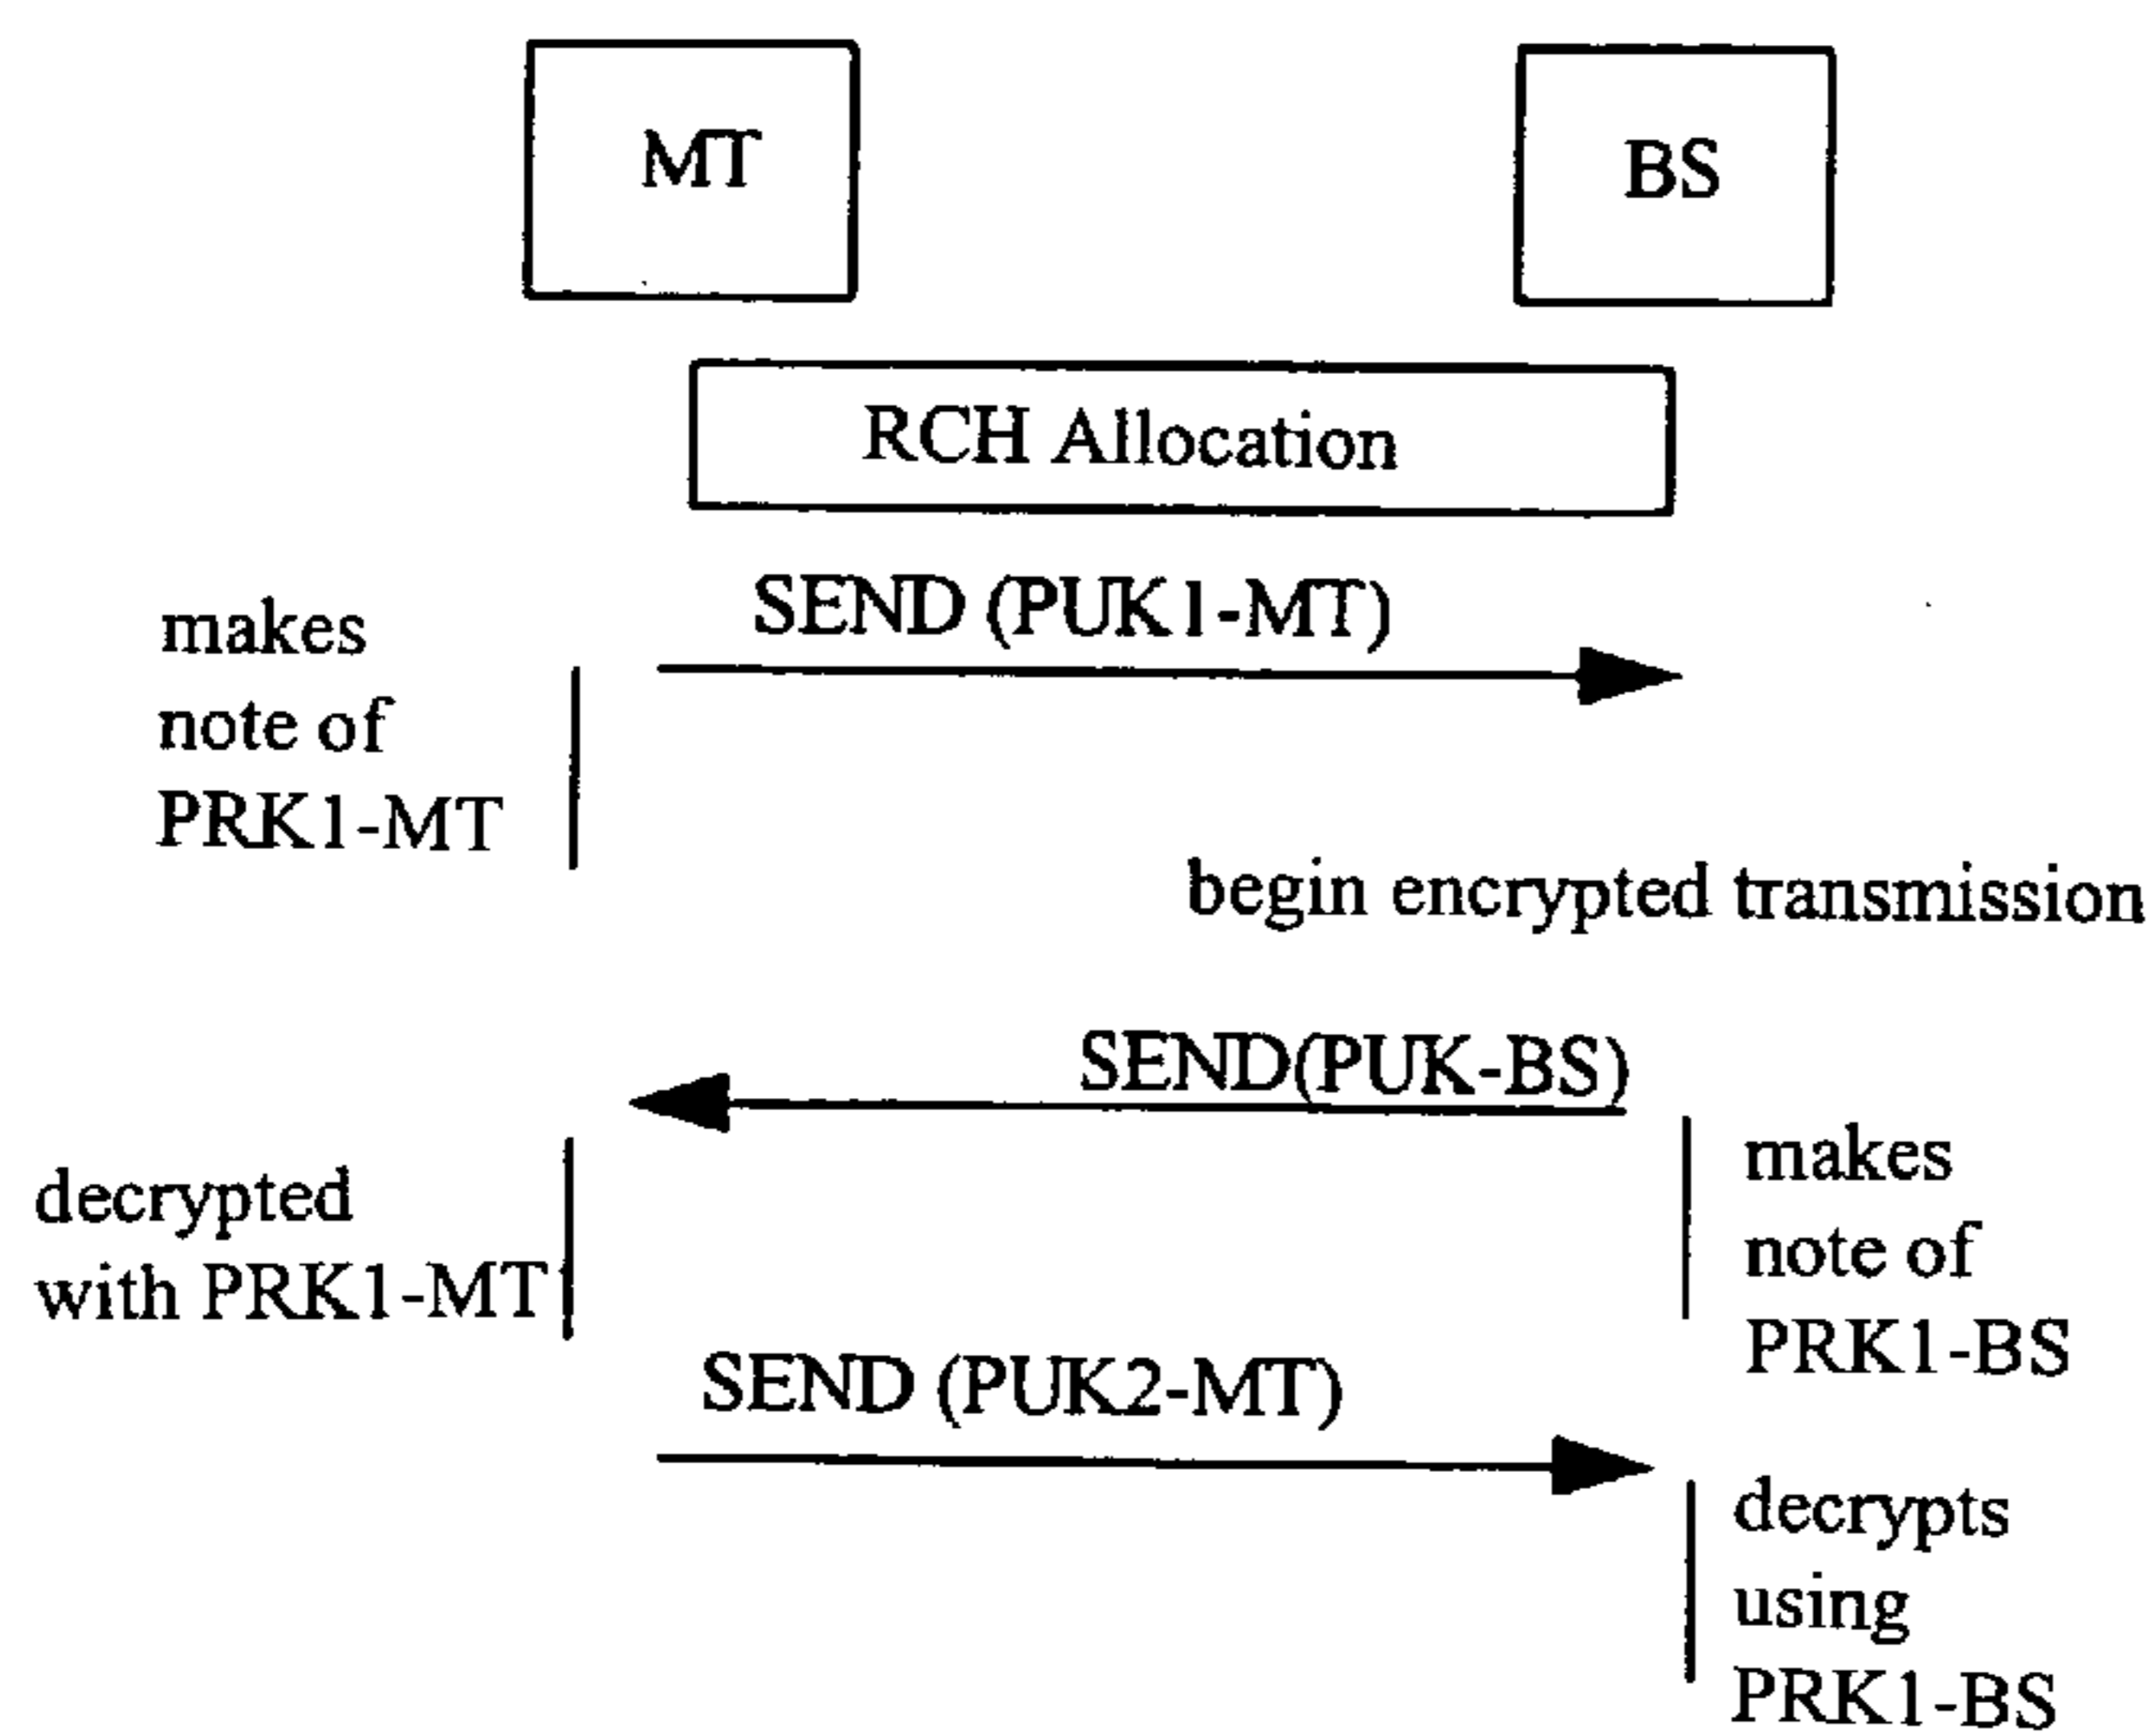 MT
BS
RCH Allocation
SEND (PUK1-MT)
makes
note of
PRK1-MT
begin encrypted transmission
SEND(PUK-BS)
makes
note of
PRK1-BS
decrypted
with PRK1-MT
SEND (PUK2-MT)
decrypts
using
PRK1-BS